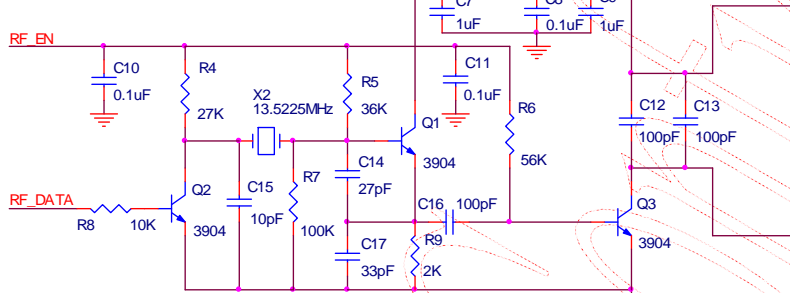 C7
1uF
C8
0.1uF
1uF
RF_EN
C10
0.1uF
R4
27K
X2
13.5225MHz
R5
36K
C11
0.1uF
R6
56K
Q1
3904
C12
100pF
C13
100pF
C14
27pF
RF_DATA
R8
10K
Q2
3904
C15
10pF
R7
100K
C16
100pF
Q3
3904
C17
33pF
R9
2K